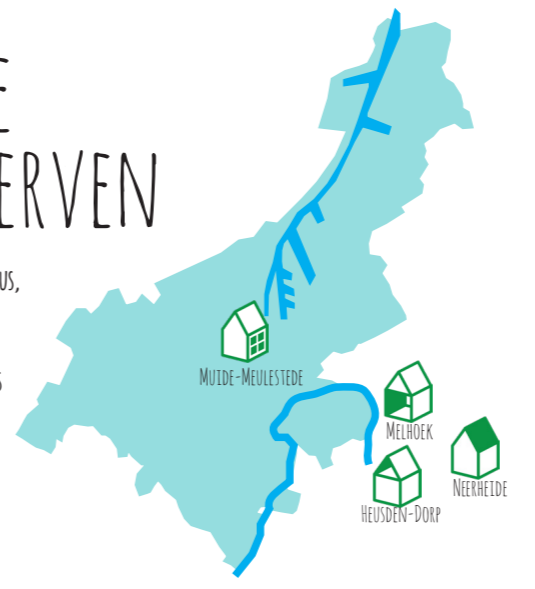 E
ERVEN
US,
S
Muide-Meulestede
Melhoek
Neerheide
Heusden-Dorp